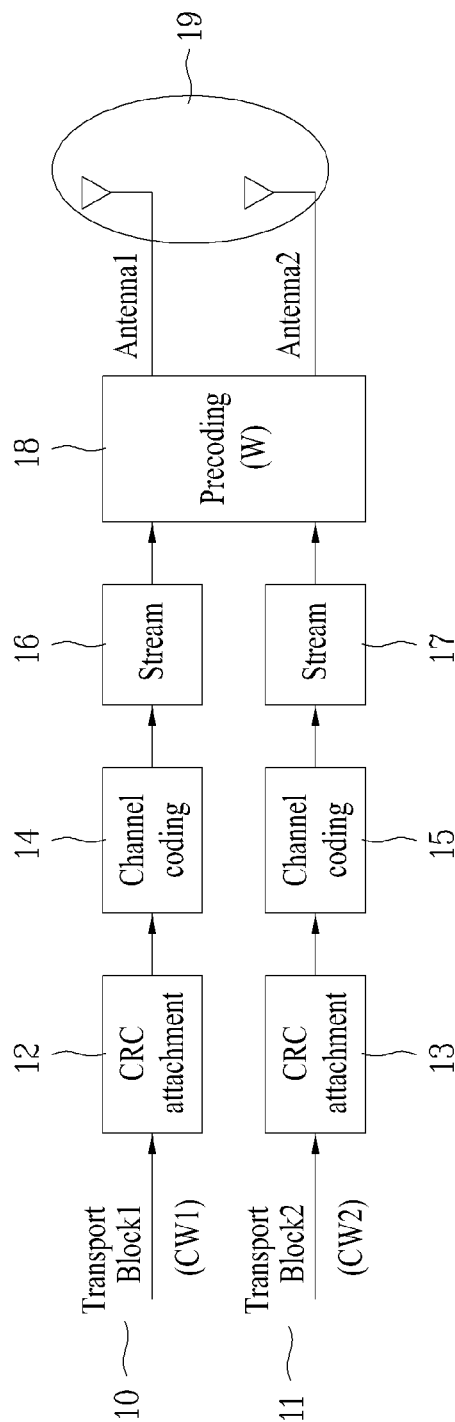 10
Transport
Block1
(CW1)
12
CRC
attachment
14
Channel
coding
16
Stream
18
Precoding
(W)
Antenna1
19
11
Transport
Block2
(CW2)
CRC
attachment
13
Channel
coding
15
Stream
17
Antenna2